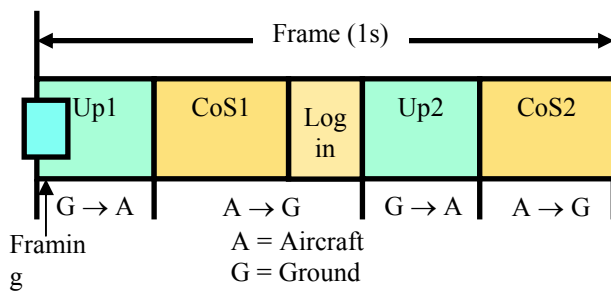 Frame (1s)
Up1 CoS1 Log in Up2 CoS2
G → A A → G G → A A → G
Framin
g
A = Aircraft
G = Ground